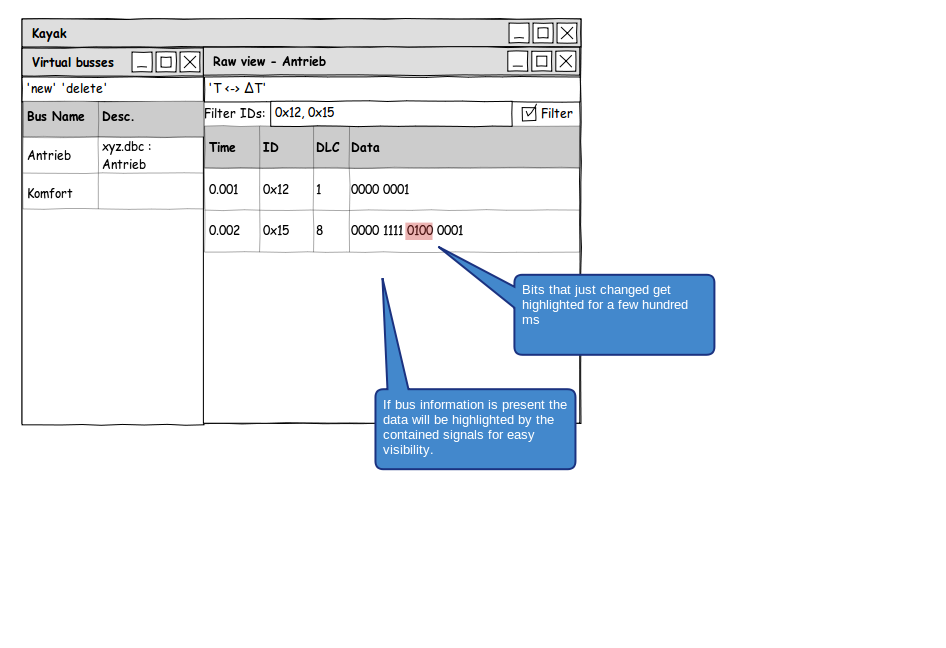 Kayak
Virtual busses
Raw view - Antrieb
'new' 'delete'
'T <-> ΔT'
Filter IDs: 0x12, 0x15 Filter
Bus Name Desc.
Time ID DLC Data
Antrieb xyz.dbc :
Antrieb
Komfort
0.001 0x12 1 0000 0001
0.002 0x15 8 0000 1111 0100 0001
Bits that just changed get
highlighted for a few hundred
ms
If bus information is present the
data will be highlighted by the
contained signals for easy
visibility.